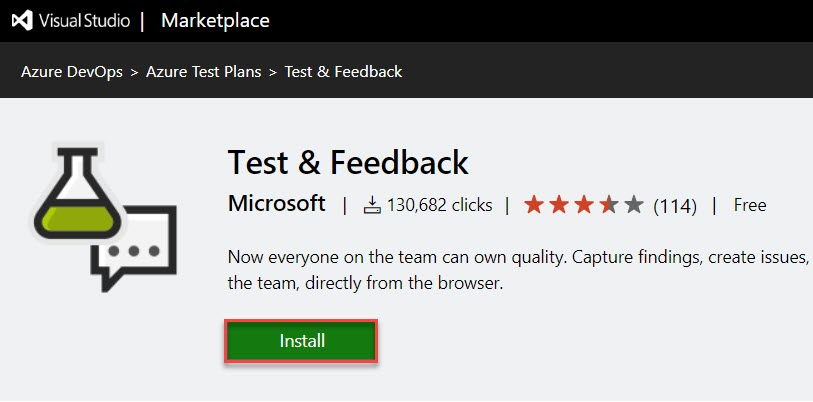 Visual Studio | Marketplace
Azure DevOps > Azure Test Plans > Test & Feedback
Test & Feedback
Microsoft | 130,682 clicks | (114) | Free
Now everyone on the team can own quality. Capture findings, create issues,
the team, directly from the browser.
Install